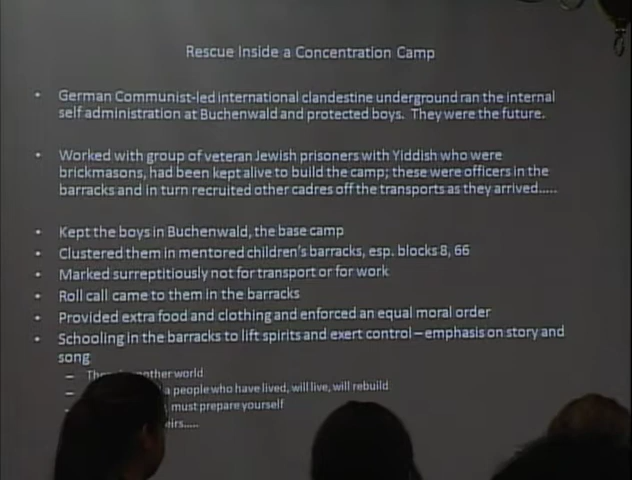 Rescue Inside a Concentration Camp
• German Communist-led international clandestine underground ran the internal
self administration at Buchenwald and protected boys. They were the future.
• Worked with group of veteran Jewish prisoners with Yiddish who were
brickmasons, had been kept alive to build the camp; these were officers in the
barracks and in turn recruited other cadres off the transports as they arrived.....
• Kept the boys in Buchenwald, the base camp
• Clustered them in mentored children's barracks, esp. blocks 8, 66
• Marked surreptitiously not for transport or for work
• Roll call came to them in the barracks
• Provided extra food and clothing and enforced an equal moral order
• Schooling in the barracks to lift spirits and exert control – emphasis on story and
song
– world
– a people who have lived, will live, will rebuild
must prepare yourself